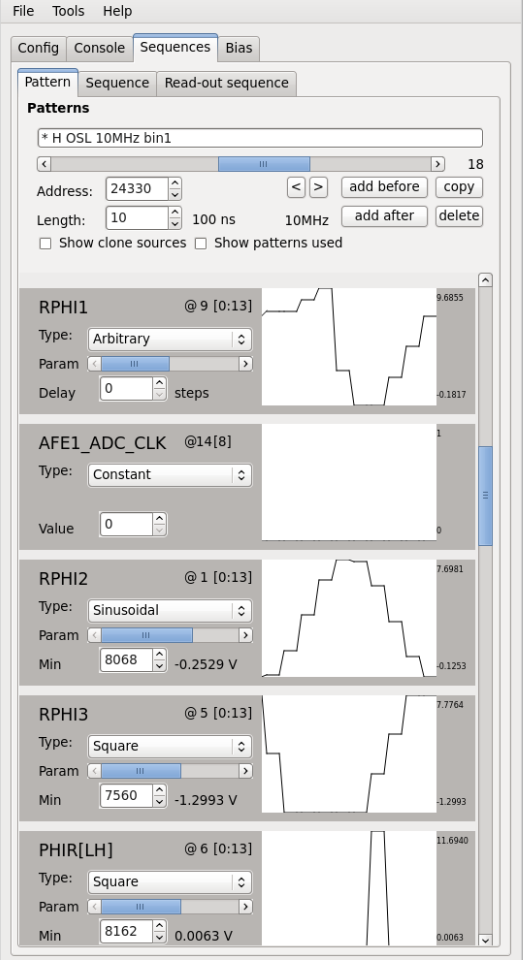 File Tools Help
Config Console Sequences Bias
Pattern Sequence Read-out sequence
Patterns
* H OSL 10MHz bin1
18
Address: 24330 < > add before copy
Length: 10 100 ns 10MHz add after delete
Show clone sources Show patterns used
RPHI1 @ 9 [0:13] 9.6855
Type: Arbitrary
Param
Delay 0 steps -0.1817
AFE1_ADC_CLK @14[8] 1
Type: Constant
Value 0 0
RPHI2 @ 1 [0:13] 7.6981
Type: Sinusoidal
Param
Min 8068 -0.2529 V -0.1253
RPHI3 @ 5 [0:13] 7.7764
Type: Square
Param
Min 7560 -1.2993 V -1.2993
PHIR[LH] @ 6 [0:13] 11.6940
Type: Square
Param
Min 8162 0.0063 V 0.0063